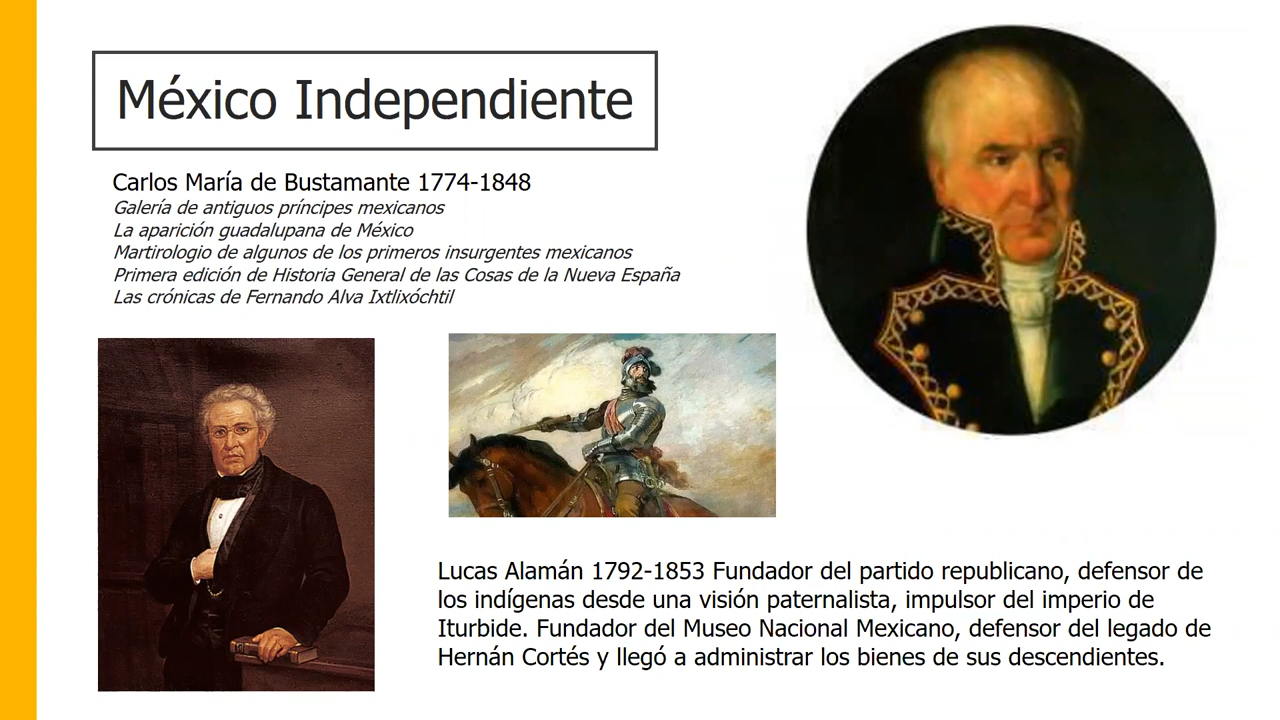 México Independiente
Carlos María de Bustamante 1774-1848
Galería de antiguos príncipes mexicanos
La aparición guadalupana de México
Martirologio de algunos de los primeros insurgentes mexicanos
Primera edición de Historia General de las Cosas de la Nueva España
Las crónicas de Fernando Alva Ixtlixóchtil
Lucas Alamán 1792-1853 Fundador del partido republicano, defensor de
los indígenas desde una visión paternalista, impulsor del imperio de
Iturbide. Fundador del Museo Nacional Mexicano, defensor del legado de
Hernán Cortés y llegó a administrar los bienes de sus descendientes.